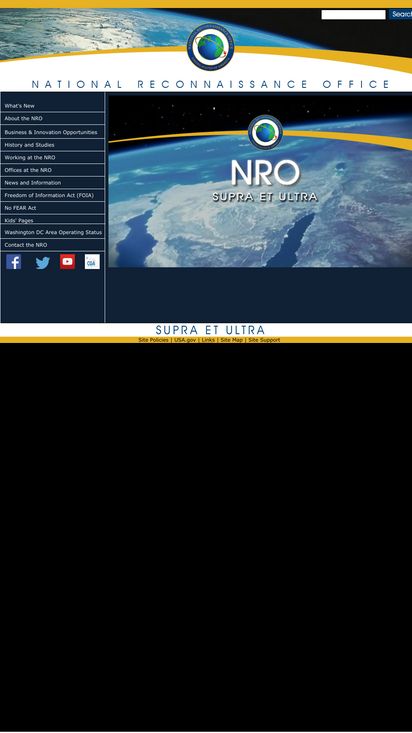 Search
NATIONAL RECONNAISSANCE OFFICE
What's New
About the NRO
Business & Innovation Opportunities
History and Studies
Working at the NRO
Offices at the NRO
News and Information
Freedom of Information Act (FOIA)
No FEAR Act
Kids' Pages
Washington DC Area Operating Status
Contact the NRO
NRO
SUPRA ET ULTRA
SUPRA ET ULTRA
Site Policies | USA.gov | Links | Site Map | Site Support